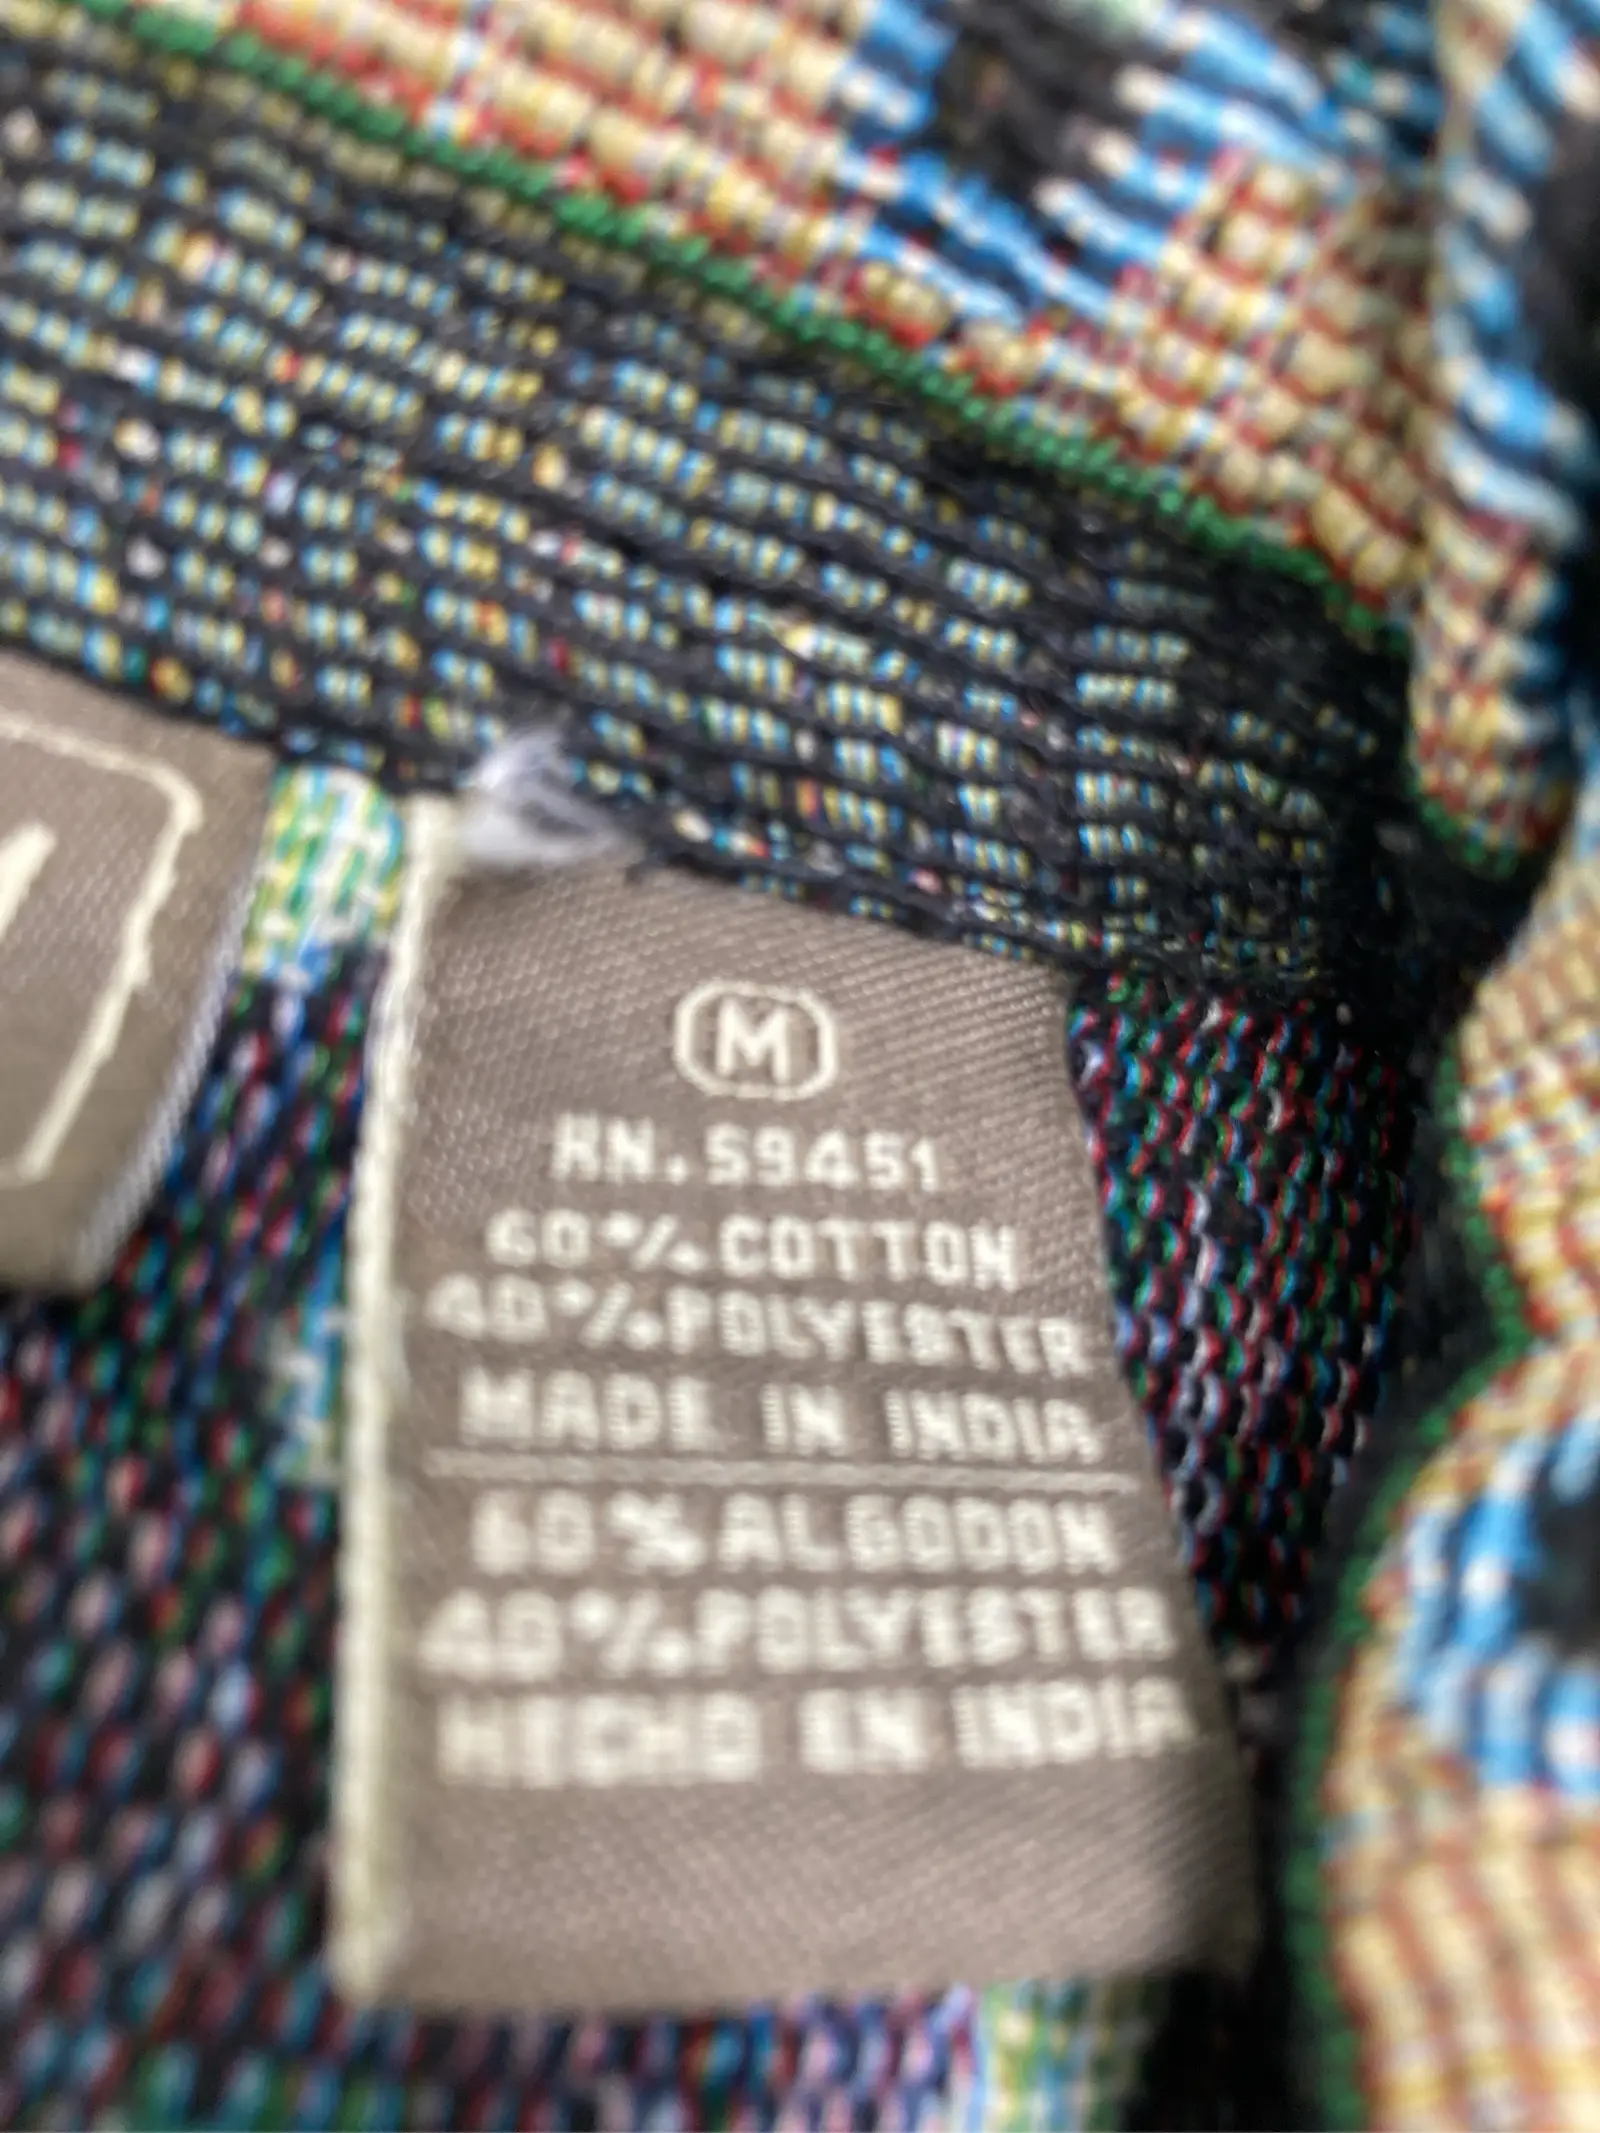 M
RN.59451
60%.COTTON
40%.POLYESTER
MADE IN INDIA
60%ALGODON
40%.POLYESTER
HECHO EN INDIA